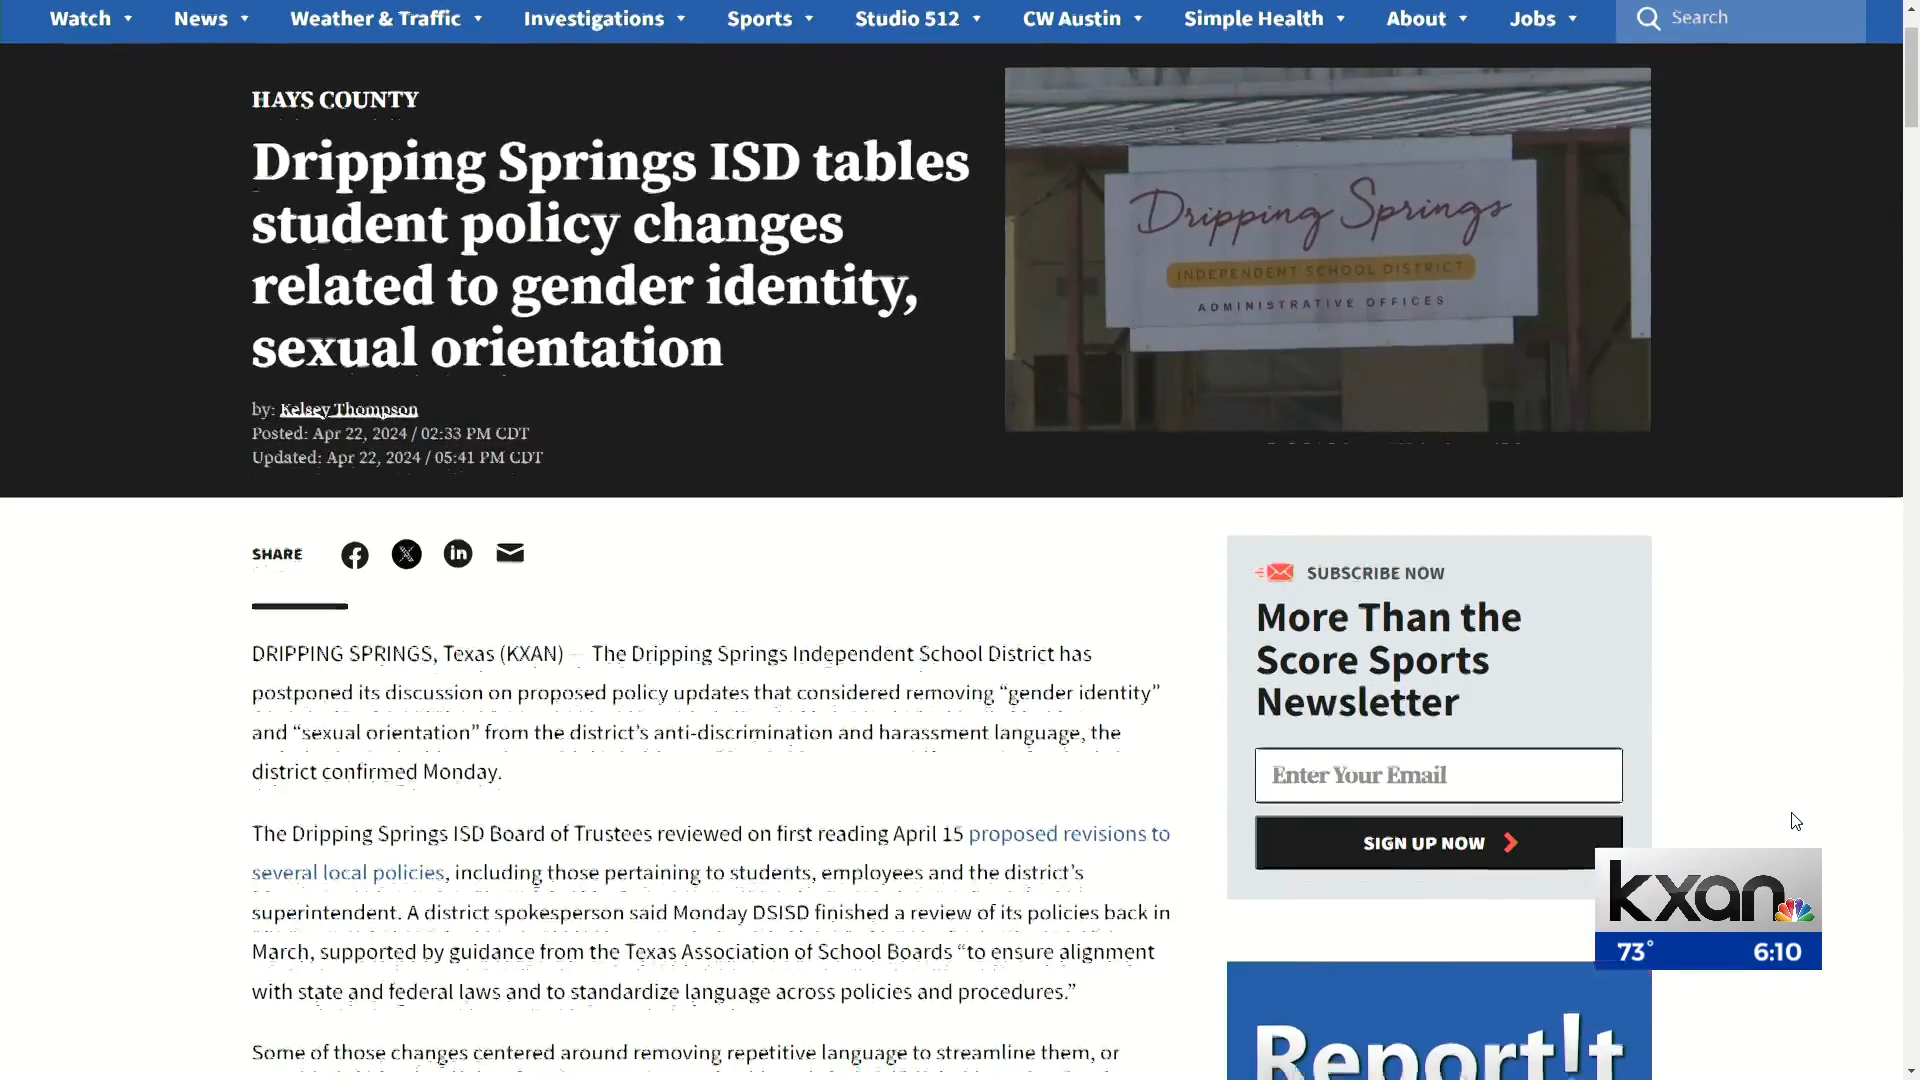 Watch News Weather & Traffic Investigations Sports Studio 512 CW Austin Simple Health About Jobs Search
HAYS COUNTY
Dripping Springs ISD tables
student policy changes
related to gender identity,
sexual orientation
by: Kelsey Thompson
Posted: Apr 22, 2024 / 02:33 PM CDT
Updated: Apr 22, 2024 / 05:41 PM CDT
Dripping Springs
INDEPENDENT SCHOOL DISTRICT
ADMINISTRATIVE OFFICES
SHARE
DRIPPING SPRINGS, Texas (KXAN) — The Dripping Springs Independent School District has
postponed its discussion on proposed policy updates that considered removing “gender identity”
and “sexual orientation” from the district’s anti-discrimination and harassment language, the
district confirmed Monday.
The Dripping Springs ISD Board of Trustees reviewed on first reading April 15 proposed revisions to
several local policies, including those pertaining to students, employees and the district’s
superintendent. A district spokesperson said Monday DSISD finished a review of its policies back in
March, supported by guidance from the Texas Association of School Boards “to ensure alignment
with state and federal laws and to standardize language across policies and procedures.”
Some of those changes centered around removing repetitive language to streamline them, or
SUBSCRIBE NOW
More Than the
Score Sports
Newsletter
Enter Your Email
SIGN UP NOW
kxan
73° 6:10
Report!t